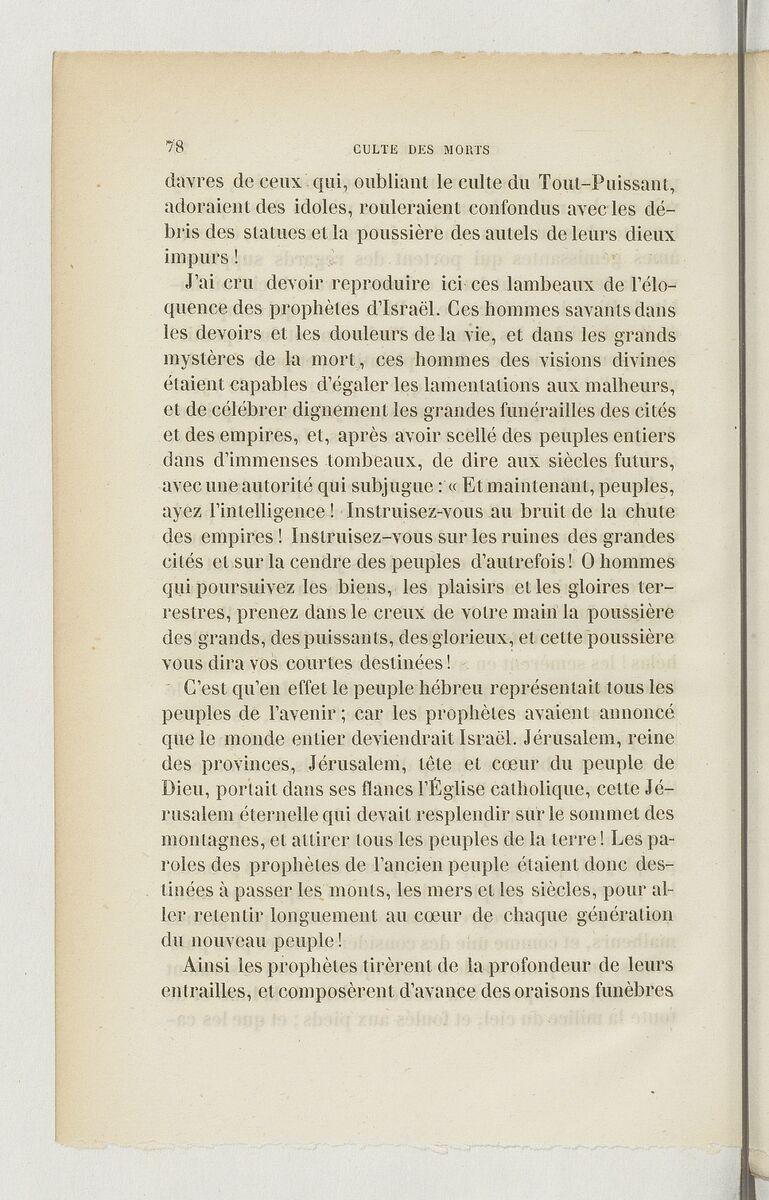 78 CULTE DES MORTS
davres de ceux qui, oubliant le culte du Tout-Puissant,
adoraient des idoles, rouleraient confondus avec les dé-
bris des statues et la poussière des autels de leurs dieux
impurs !
J'ai cru devoir reproduire ici ces lambeaux de l'élo-
quence des prophètes d'Israël. Ces hommes savants dans
les devoirs et les douleurs de la vie, et dans les grands
mystères de la mort, ces hommes des visions divines
étaient capables d'égaler les lamentations aux malheurs,
et de célébrer dignement les grandes funérailles des cités
et des empires, et, après avoir scellé des peuples entiers
dans d'immenses tombeaux, de dire aux siècles futurs,
avec une autorité qui subjugue : « Et maintenant, peuples,
ayez l'intelligence ! Instruisez-vous au bruit de la chute
des empires ! Instruisez-vous sur les ruines des grandes
cités et sur la cendre des peuples d'autrefois ! O hommes
qui poursuivez les biens, les plaisirs et les gloires ter-
restres, prenez dans le creux de votre main la poussière
des grands, des puissants, des glorieux, et cette poussière
vous dira vos courtes destinées !
C'est qu'en effet le peuple hébreu représentait tous les
peuples de l'avenir ; car les prophètes avaient annoncé
que le monde entier deviendrait Israël. Jérusalem, reine
des provinces, Jérusalem, tête et cœur du peuple de
Dieu, portait dans ses flancs l'Église catholique, cette Jé-
rusalem éternelle qui devait resplendir sur le sommet des
montagnes, et attirer tous les peuples de la terre ! Les pa-
roles des prophètes de l'ancien peuple étaient donc des-
tinées à passer les monts, les mers et les siècles, pour al-
ler retentir longuement au cœur de chaque génération
du nouveau peuple !
Ainsi les prophètes tirèrent de la profondeur de leurs
entrailles, et composèrent d'avance des oraisons funèbres